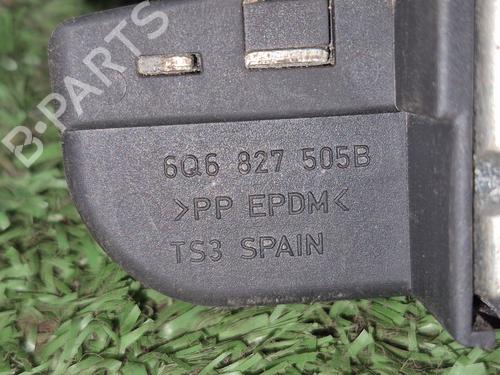 B-PARTS
6Q6 827 505B
>PP EPDM<
TS3 SPAIN